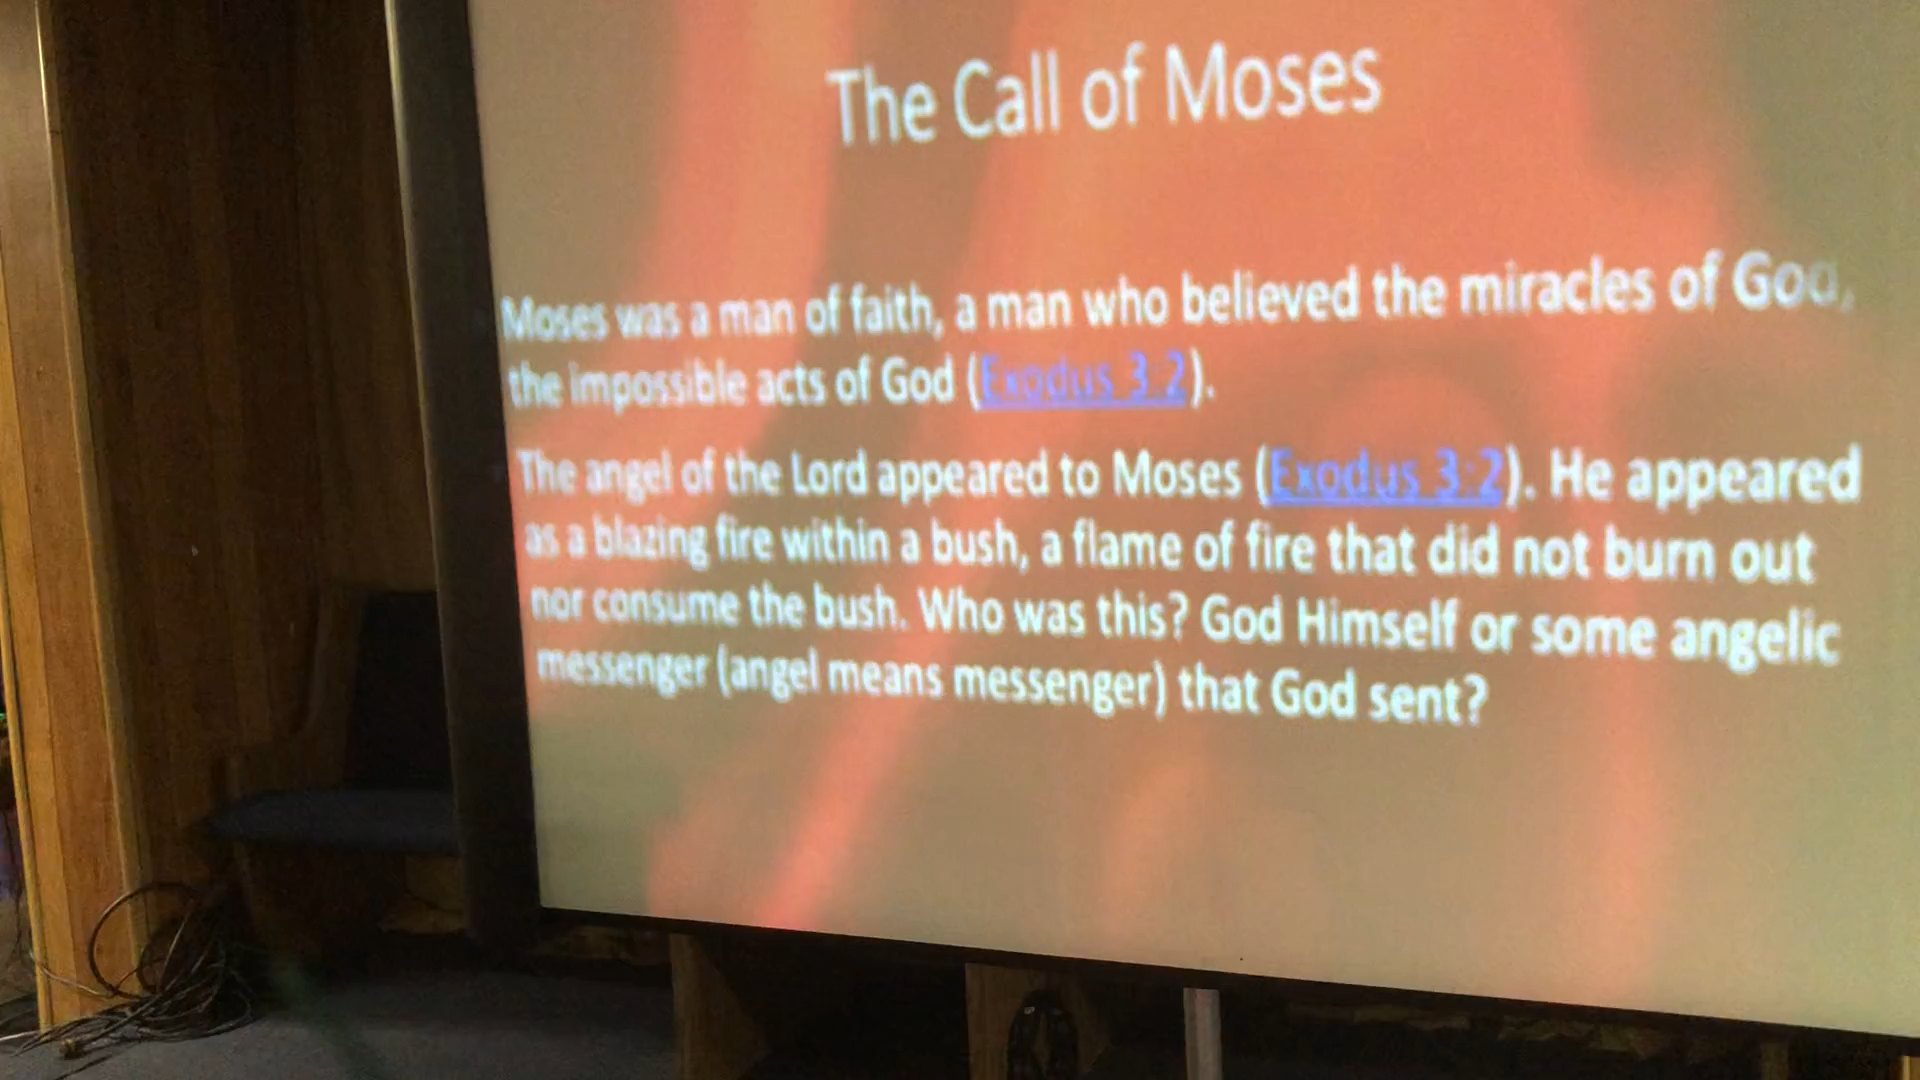 The Call of Moses
Moses was a man of faith, a man who believed the miracles of God,
the impossible acts of God (Exodus 3:2).
The angel of the Lord appeared to Moses (Exodus 3:2). He appeared
as a blazing fire within a bush, a flame of fire that did not burn out
nor consume the bush. Who was this? God Himself or some angelic
messenger (angel means messenger) that God sent?